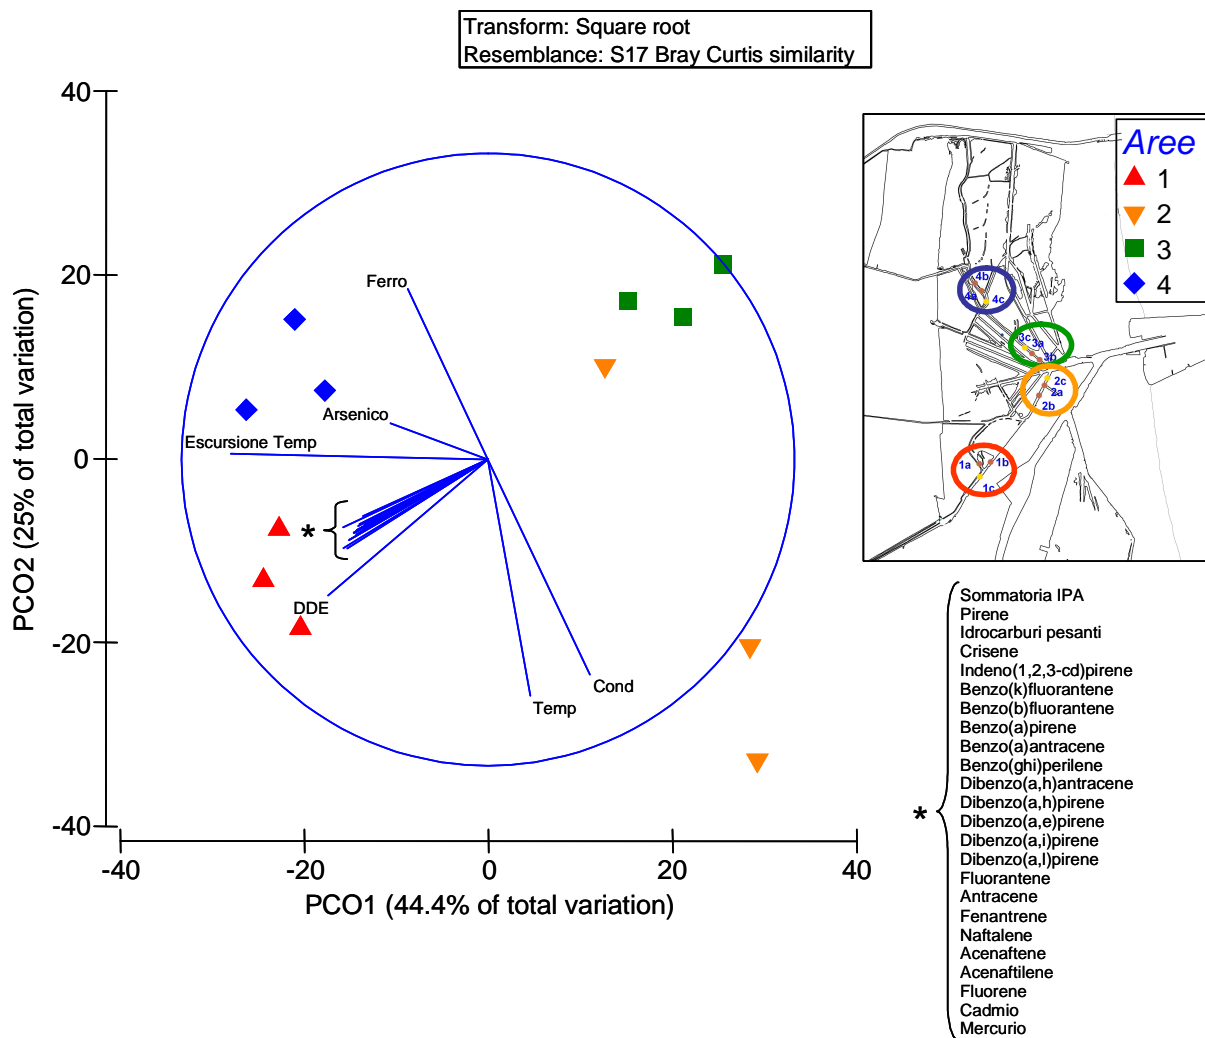 Transform: Square root
Resemblance: S17 Bray Curtis similarity
40
20
0
-20
-40
-40
-20
0
20
40
PCO2 (25% of total variation)
PCO1 (44.4% of total variation)
Ferro
Arsenico
Escursione Temp
*
DDE
Temp
Cond
Aree
1
2
3
4
4b
4a
4c
3c
3a
3b
2c
2a
2b
1a
1b
1c
*
Sommatoria IPA
Pirene
Idrocarburi pesanti
Crisene
Indeno(1,2,3-cd)pirene
Benzo(k)fluorantene
Benzo(b)fluorantene
Benzo(a)pirene
Benzo(a)antracene
Benzo(ghi)perilene
Dibenzo(a,h)antracene
Dibenzo(a,h)pirene
Dibenzo(a,e)pirene
Dibenzo(a,i)pirene
Dibenzo(a,l)pirene
Fluorantene
Antracene
Fenantrene
Naftalene
Acenaftene
Acenaftilene
Fluorene
Cadmio
Mercurio